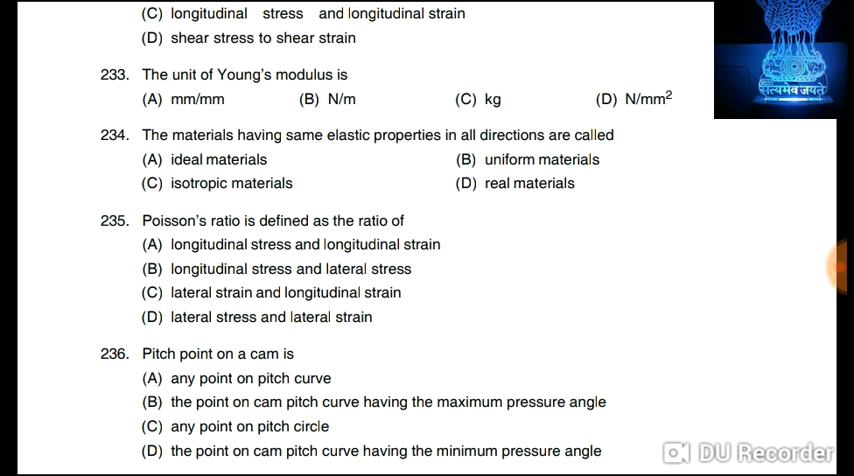 (C) longitudinal stress and longitudinal strain
(D) shear stress to shear strain
233. The unit of Young's modulus is
(A) mm/mm (B) N/m (C) kg (D) N/mm²
234. The materials having same elastic properties in all directions are called
(A) ideal materials (B) uniform materials
(C) isotropic materials (D) real materials
235. Poisson's ratio is defined as the ratio of
(A) longitudinal stress and longitudinal strain
(B) longitudinal stress and lateral stress
(C) lateral strain and longitudinal strain
(D) lateral stress and lateral strain
236. Pitch point on a cam is
(A) any point on pitch curve
(B) the point on cam pitch curve having the maximum pressure angle
(C) any point on pitch circle
(D) the point on cam pitch curve having the minimum pressure angle
सत्यमेव जयते
DU Recorder